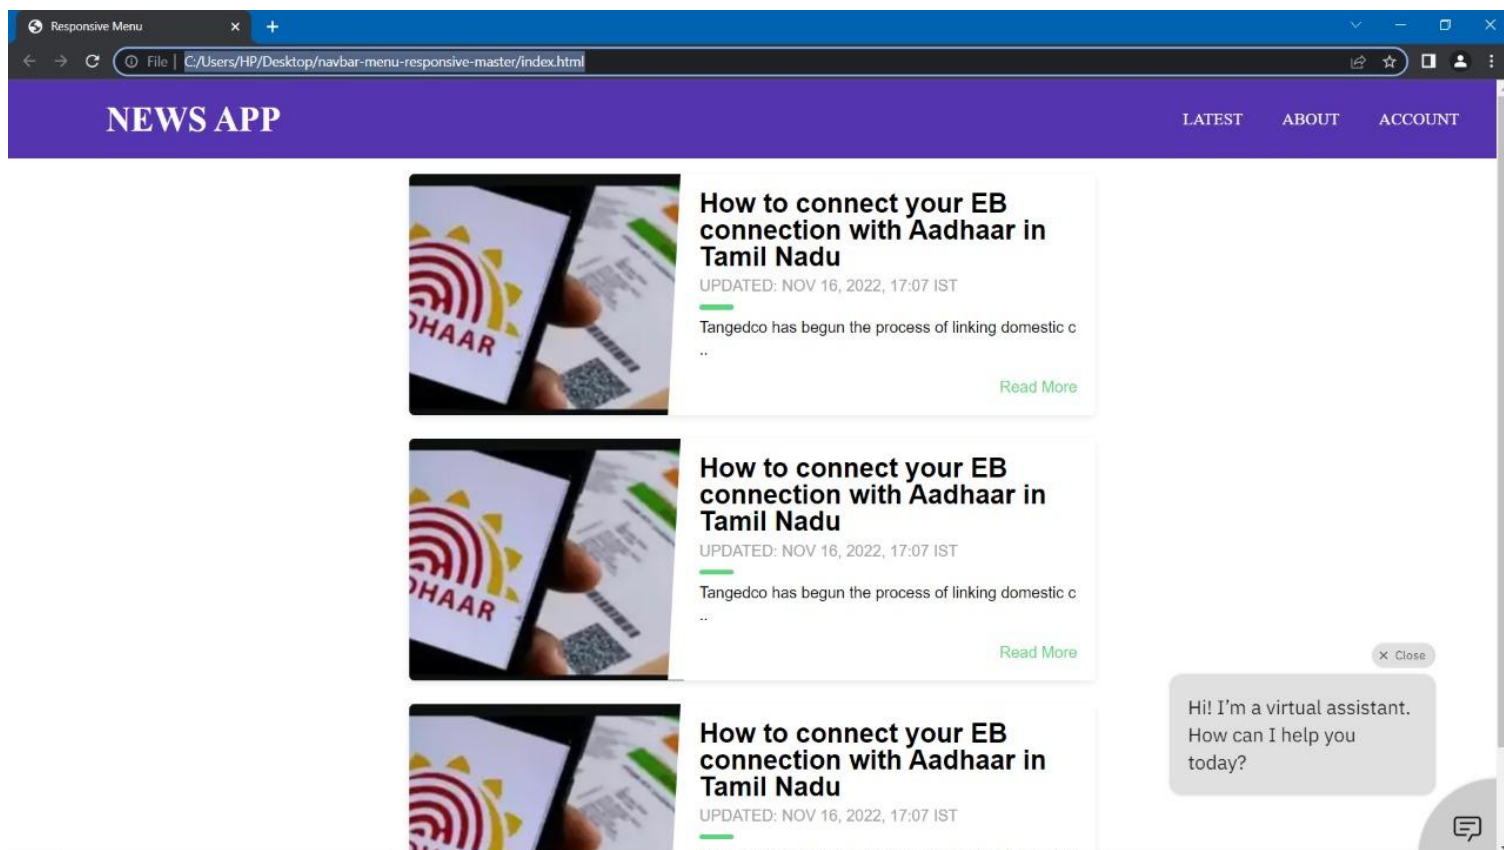 Responsive Menu
File | C:/Users/HP/Desktop/navbar-menu-responsive-master/index.html
NEWS APP
LATEST ABOUT ACCOUNT
How to connect your EB
connection with Aadhaar in
Tamil Nadu
UPDATED: NOV 16, 2022, 17:07 IST
Tangedco has begun the process of linking domestic c
..
Read More
DHAAR
How to connect your EB
connection with Aadhaar in
Tamil Nadu
UPDATED: NOV 16, 2022, 17:07 IST
Tangedco has begun the process of linking domestic c
..
Read More
DHAAR
How to connect your EB
connection with Aadhaar in
Tamil Nadu
UPDATED: NOV 16, 2022, 17:07 IST
Close
Hi! I'm a virtual assistant.
How can I help you
today?